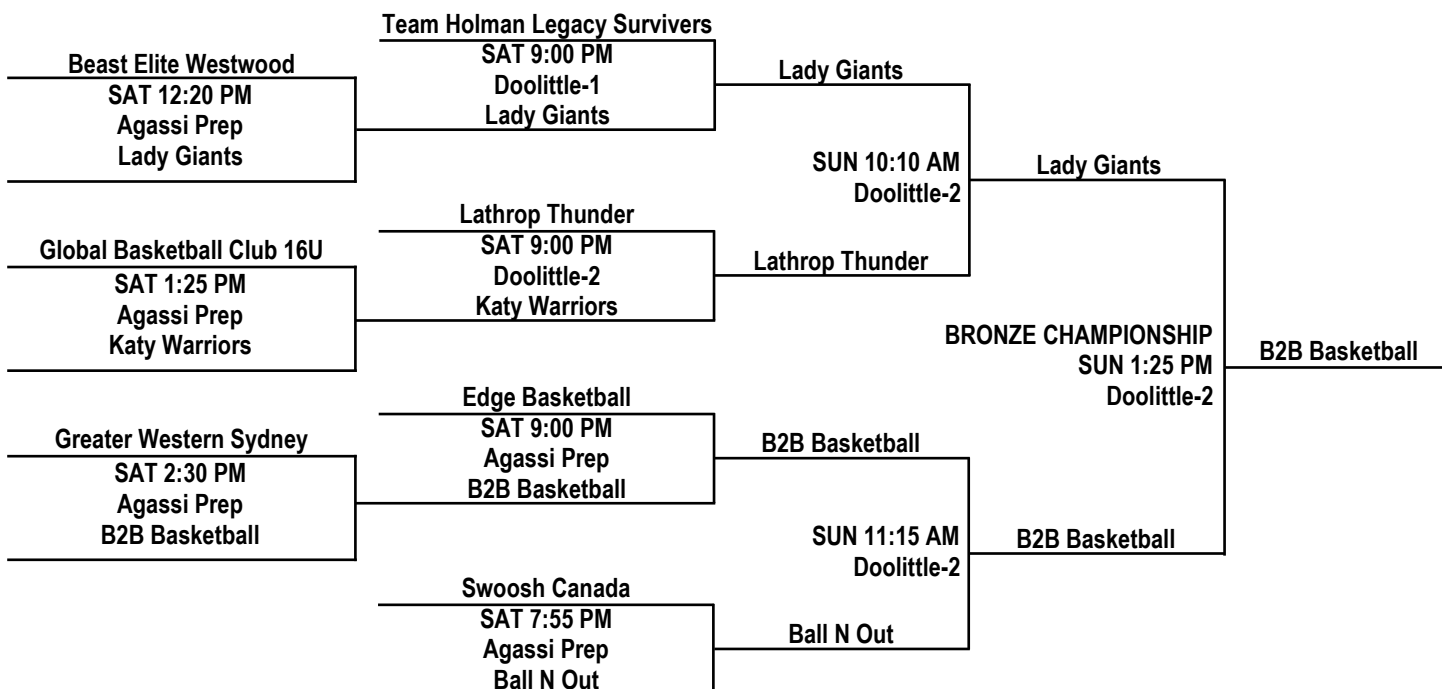 Team Holman Legacy Survivers
Beast Elite Westwood
SAT 9:00 PM
Doolittle-1
Lady Giants
SAT 12:20 PM
Agassi Prep
Lady Giants
Lady Giants
SUN 10:10 AM
Doolittle-2
Lady Giants
Lathrop Thunder
Global Basketball Club 16U
SAT 9:00 PM
Doolittle-2
Katy Warriors
Lathrop Thunder
SAT 1:25 PM
Agassi Prep
Katy Warriors
BRONZE CHAMPIONSHIP
SUN 1:25 PM
Doolittle-2
B2B Basketball
Edge Basketball
Greater Western Sydney
SAT 9:00 PM
Agassi Prep
B2B Basketball
B2B Basketball
SAT 2:30 PM
Agassi Prep
B2B Basketball
SUN 11:15 AM
Doolittle-2
B2B Basketball
Swoosh Canada
SAT 7:55 PM
Agassi Prep
Ball N Out
Ball N Out